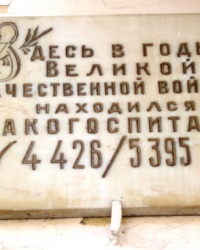 Здесь в годы
Великой
чественной вой
находился
акогоспита
4426/5395